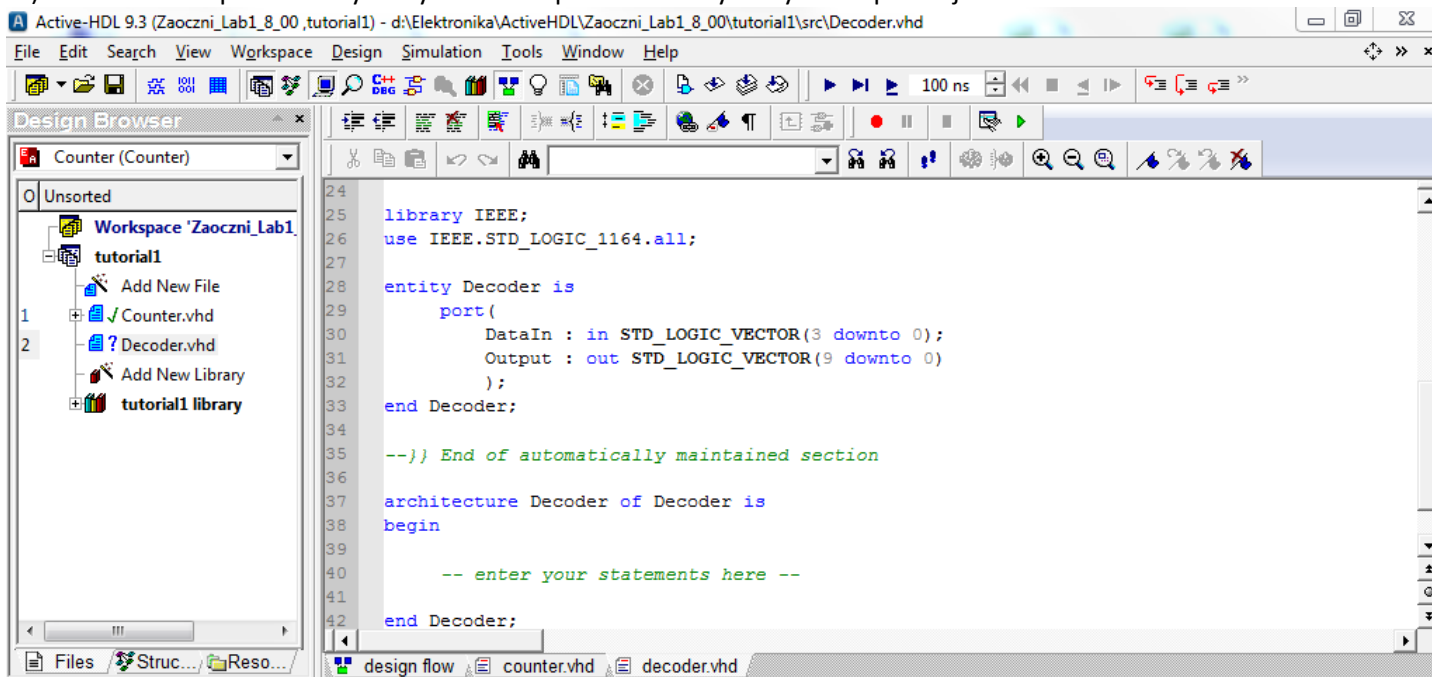 Active-HDL 9.3 (Zaoczni_Lab1_8_00 ,tutorial1) - d:\Elektronika\ActiveHDL\Zaoczni_Lab1_8_00\tutorial1\src\Decoder.vhd
File Edit Search View Workspace Design Simulation Tools Window Help
C++ DBG 100 ns
Design Browser
Counter (Counter)
O Unsorted
Workspace 'Zaoczni_Lab1_
tutorial1
Add New File
1 Counter.vhd
2 ? Decoder.vhd
Add New Library
tutorial1 library
Files Struc... Reso...
24
25 library IEEE;
26 use IEEE.STD_LOGIC_1164.all;
27
28 entity Decoder is
29 port(
30 DataIn : in STD_LOGIC_VECTOR(3 downto 0);
31 Output : out STD_LOGIC_VECTOR(9 downto 0)
32 );
33 end Decoder;
34
35 --}} End of automatically maintained section
36
37 architecture Decoder of Decoder is
38 begin
39
40 -- enter your statements here --
41
42 end Decoder;
design flow counter.vhd decoder.vhd